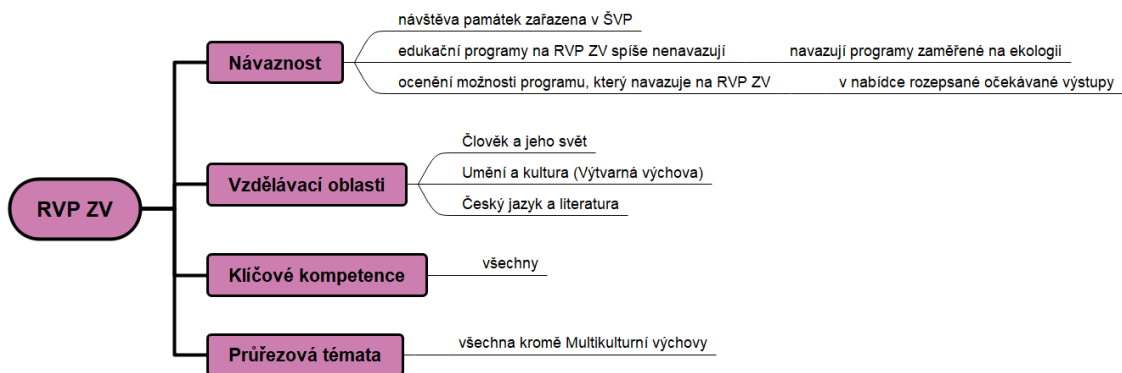 RVP ZV
Návaznost
návštěva památek zařazena v ŠVP
edukační programy na RVP ZV spíše nenavazují
navazují programy zaměřené na ekologii
ocenění možnosti programu, který navazuje na RVP ZV
v nabídce rozepsané očekávané výstupy
Vzdělávací oblasti
Člověk a jeho svět
Umění a kultura (Výtvarná výchova)
Český jazyk a literatura
Klíčové kompetence
všechny
Průřezová témata
všechna kromě Multikulturní výchovy